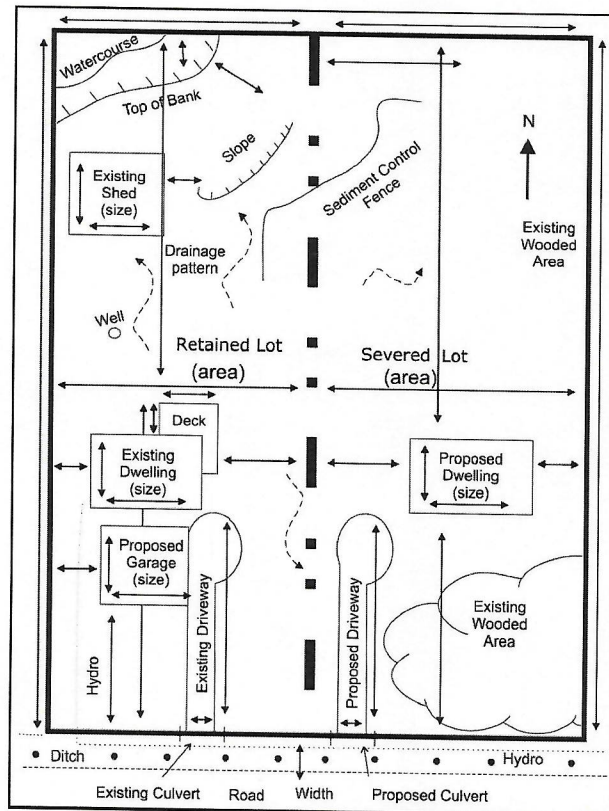 Watercourse
Top of Bank
Slope
Sediment Control
Fence
N
Existing
Shed
(size)
Existing
Wooded
Area
Drainage
pattern
Well
Retained Lot
(area)
Severed Lot
(area)
Deck
Existing
Dwelling
(size)
Proposed
Dwelling
(size)
Proposed
Garage
(size)
Existing Driveway
Proposed Driveway
Existing
Wooded
Area
Hydro
Ditch
Hydro
Existing Culvert
Road
Width
Proposed Culvert